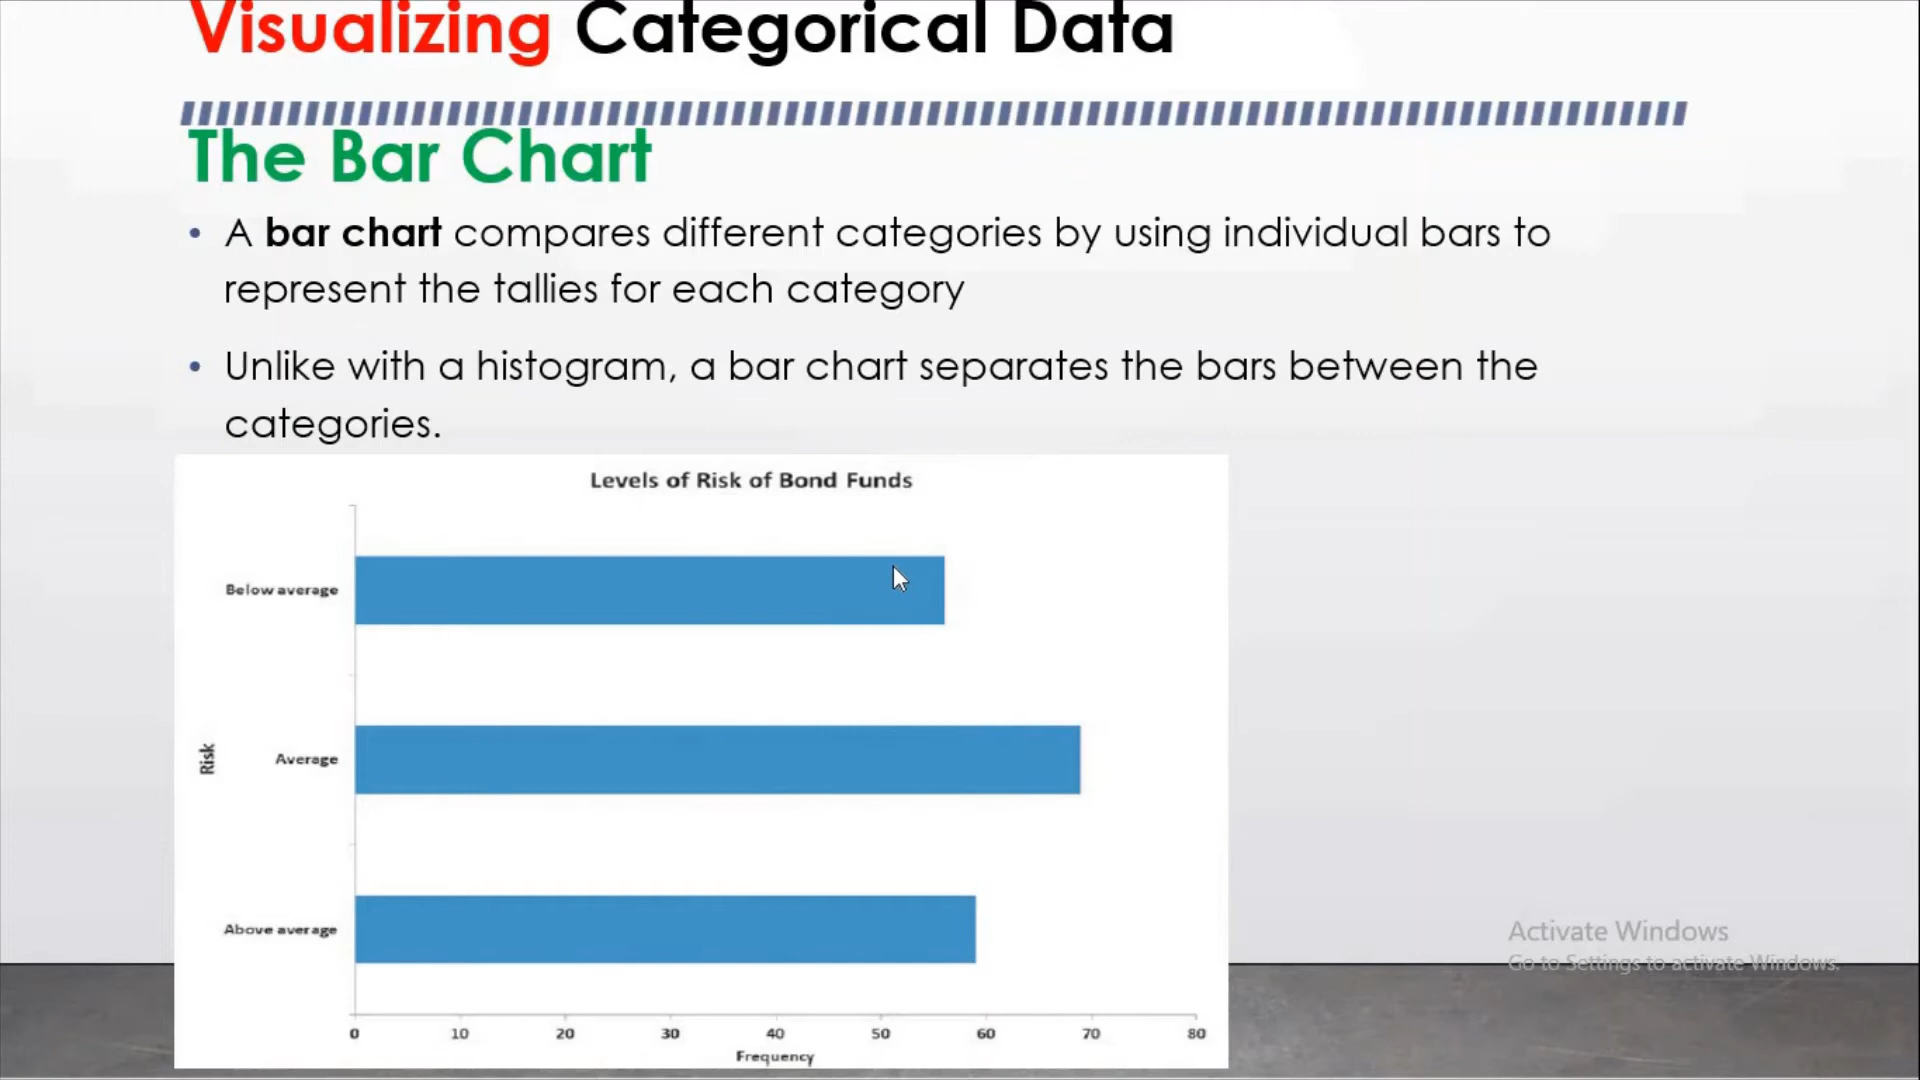 Visualizing Categorical Data
The Bar Chart
• A bar chart compares different categories by using individual bars to
represent the tallies for each category
• Unlike with a histogram, a bar chart separates the bars between the
categories.
Levels of Risk of Bond Funds
Below average
Risk
Average
Above average
0 10 20 30 40 50 60 70 80
Frequency
Activate Windows
Go to Settings to activate Windows.